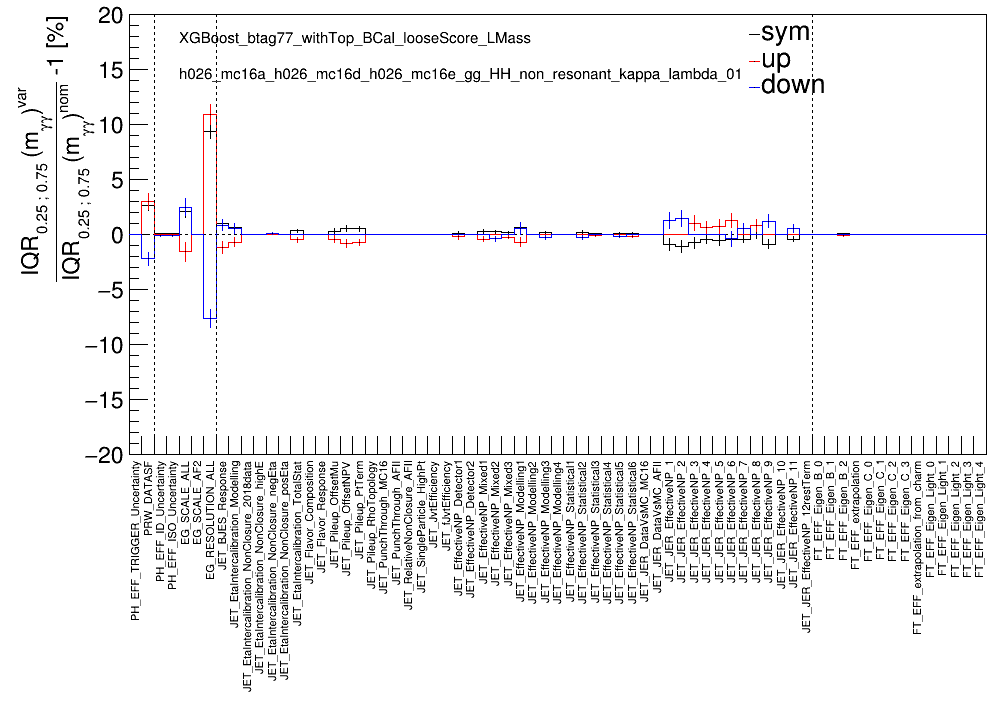 XGBoost_btag77_withTop_BCal_looseScore_LMass
h026_mc16a_h026_mc16d_h026_mc16e_gg_HH_non_resonant_kappa_lambda_01
–sym
–up
–down
IQR0.25 ; 0.75 (mγγ)var
IQR0.25 ; 0.75 (mγγ)nom -1 [%]
20
15
10
5
0
−5
−10
−15
−20
PH_EFF_TRIGGER_Uncertainty
PRW_DATASF
PH_EFF_ID_Uncertainty
PH_EFF_ISO_Uncertainty
EG_SCALE_ALL
EG_SCALE_AF2
EG_RESOLUTION_ALL
JET_BJES_Response
JET_EtaIntercalibration_Modelling
JET_EtaIntercalibration_NonClosure_2018data
JET_EtaIntercalibration_NonClosure_highE
JET_EtaIntercalibration_NonClosure_negEta
JET_EtaIntercalibration_NonClosure_posEta
JET_EtaIntercalibration_TotalStat
JET_Flavor_Composition
JET_Flavor_Response
JET_Pileup_OffsetMu
JET_Pileup_OffsetNPV
JET_Pileup_PtTerm
JET_Pileup_RhoTopology
JET_PunchThrough_MC16
JET_PunchThrough_AFII
JET_RelativeNonClosure_AFII
JET_SingleParticle_HighPt
JET_JvtEfficiency
JET_fJvtEfficiency
JET_EffectiveNP_Detector1
JET_EffectiveNP_Detector2
JET_EffectiveNP_Mixed1
JET_EffectiveNP_Mixed2
JET_EffectiveNP_Mixed3
JET_EffectiveNP_Modelling1
JET_EffectiveNP_Modelling2
JET_EffectiveNP_Modelling3
JET_EffectiveNP_Modelling4
JET_EffectiveNP_Statistical1
JET_EffectiveNP_Statistical2
JET_EffectiveNP_Statistical3
JET_EffectiveNP_Statistical4
JET_EffectiveNP_Statistical5
JET_EffectiveNP_Statistical6
JET_JER_DataVsMC_MC16
JET_JER_DataVsMC_AFII
JET_JER_EffectiveNP_1
JET_JER_EffectiveNP_2
JET_JER_EffectiveNP_3
JET_JER_EffectiveNP_4
JET_JER_EffectiveNP_5
JET_JER_EffectiveNP_6
JET_JER_EffectiveNP_7
JET_JER_EffectiveNP_8
JET_JER_EffectiveNP_9
JET_JER_EffectiveNP_10
JET_JER_EffectiveNP_11
JET_JER_EffectiveNP_12restTerm
FT_EFF_Eigen_B_0
FT_EFF_Eigen_B_1
FT_EFF_Eigen_B_2
FT_EFF_extrapolation
FT_EFF_Eigen_C_0
FT_EFF_Eigen_C_1
FT_EFF_Eigen_C_2
FT_EFF_Eigen_C_3
FT_EFF_extrapolation_from_charm
FT_EFF_Eigen_Light_0
FT_EFF_Eigen_Light_1
FT_EFF_Eigen_Light_2
FT_EFF_Eigen_Light_3
FT_EFF_Eigen_Light_4